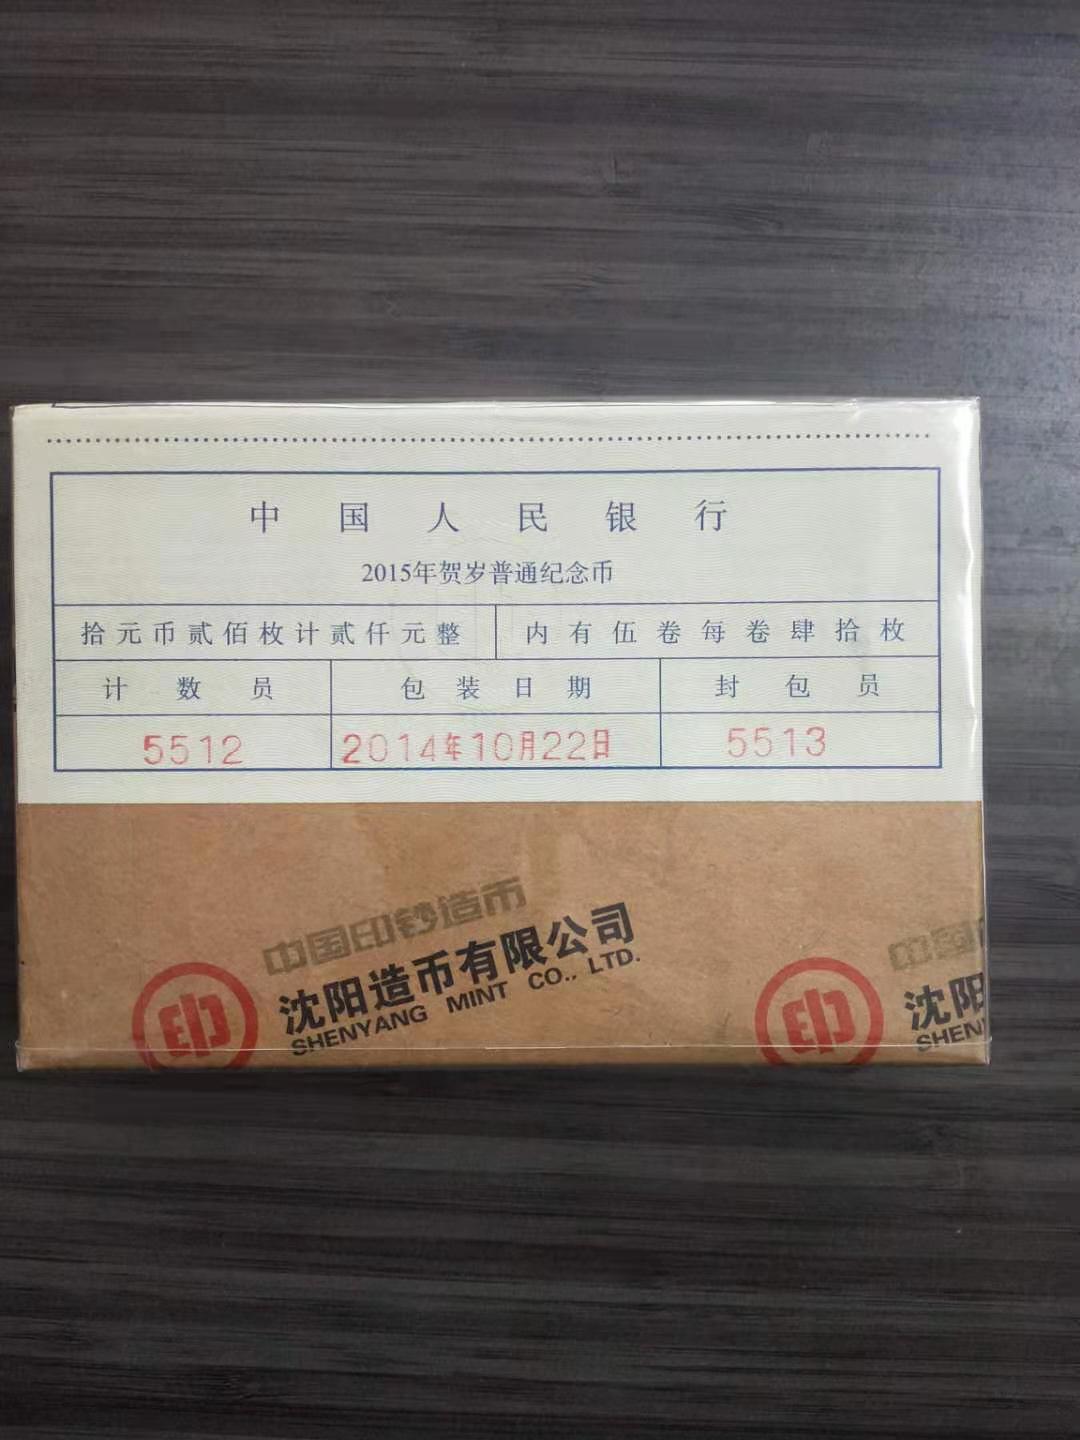 中国人民银行
2015年贺岁普通纪念币
拾元币贰佰枚计贰仟元整 内有伍卷每卷肆拾枚
计数员 包装日期 封包员
5512 2014年10月22日 5513
中国印钞造币
沈阳造币有限公司
SHENYANG MINT CO., LTD.
中国
沈阳
SHENY